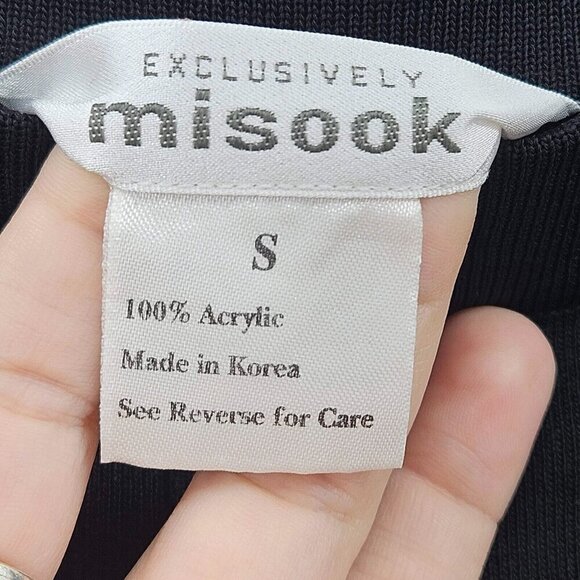 EXCLUSIVELY
misook
S
100% Acrylic
Made in Korea
See Reverse for Care